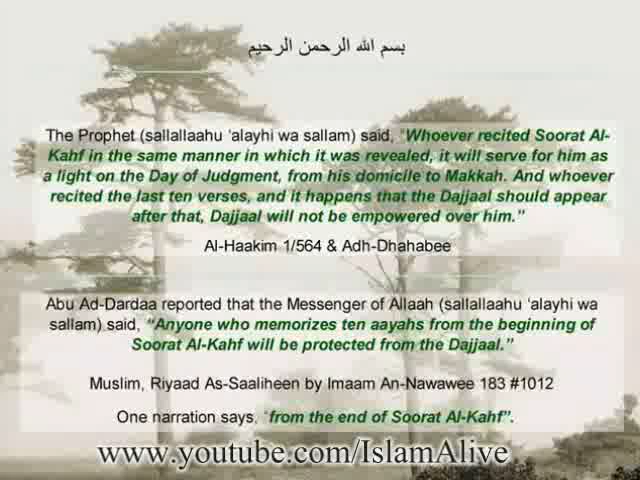 بسم الله الرحمن الرحيم
The Prophet (sallallaahu ‘alayhi wa sallam) said, “Whoever recited Soorat Al-
Kahf in the same manner in which it was revealed, it will serve for him as
a light on the Day of Judgment, from his domicile to Makkah. And whoever
recited the last ten verses, and it happens that the Dajjaal should appear
after that, Dajjaal will not be empowered over him.”
Al-Haakim 1/564 & Adh-Dhahabee
Abu Ad-Dardaa reported that the Messenger of Allaah (sallallaahu ‘alayhi wa
sallam) said, “Anyone who memorizes ten aayahs from the beginning of
Soorat Al-Kahf will be protected from the Dajjaal.”
Muslim, Riyaad As-Saaliheen by Imaam An-Nawawee 183 #1012
One narration says, “from the end of Soorat Al-Kahf”.
www.youtube.com/IslamAlive